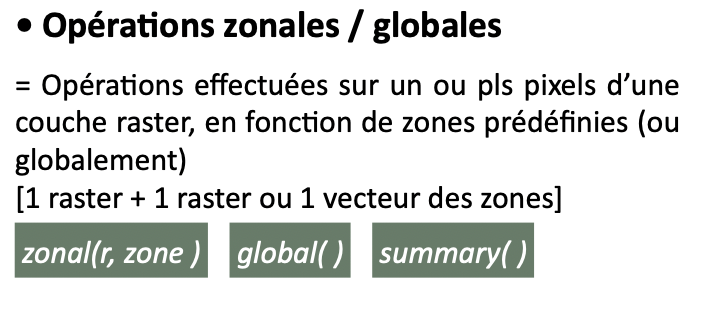 • Opérations zonales / globales
= Opérations effectuées sur un ou pls pixels d’une
couche raster, en fonction de zones prédéfinies (ou
globalement)
[1 raster + 1 raster ou 1 vecteur des zones]
zonal(r, zone ) global( ) summary( )